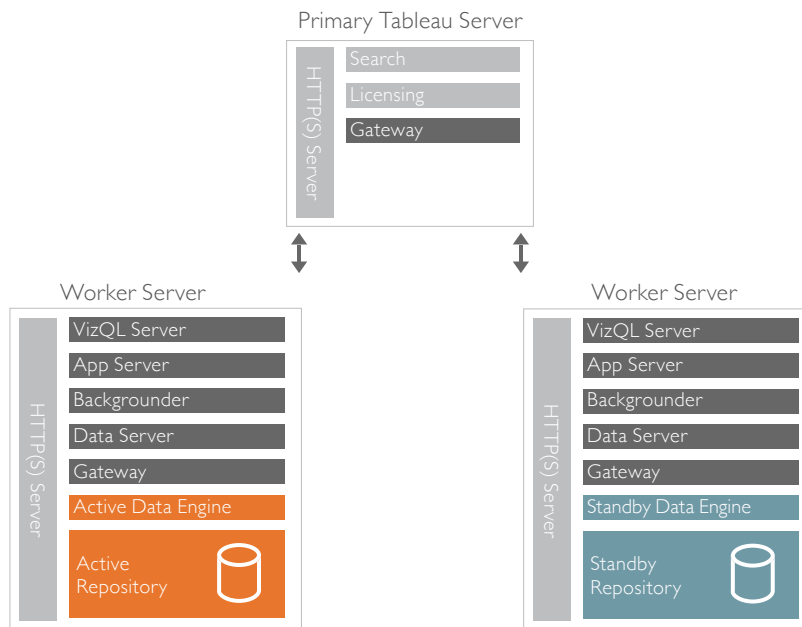 Primary Tableau Server
HTTP(S) Server
Search
Licensing
Gateway
Worker Server
HTTP(S) Server
VizQL Server
App Server
Backgrounder
Data Server
Gateway
Active Data Engine
Active
Repository
Worker Server
HTTP(S) Server
VizQL Server
App Server
Backgrounder
Data Server
Gateway
Standby Data Engine
Standby
Repository